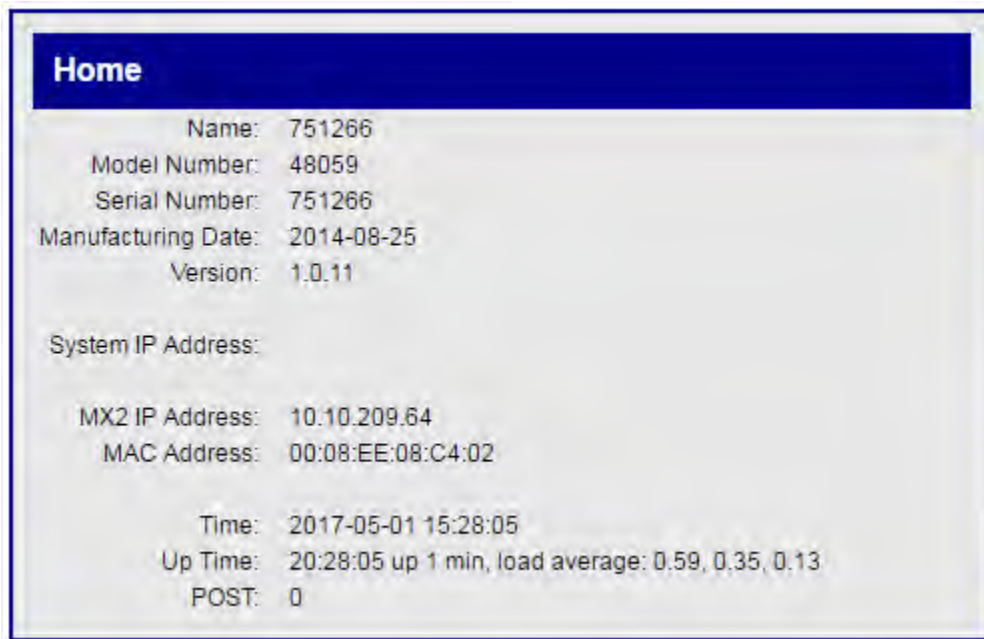 Home
Name: 751266
Model Number: 48059
Serial Number: 751266
Manufacturing Date: 2014-08-25
Version: 1.0.11
System IP Address:
MX2 IP Address: 10.10.209.64
MAC Address: 00:08:EE:08:C4:02
Time: 2017-05-01 15:28:05
Up Time: 20:28:05 up 1 min, load average: 0.59, 0.35, 0.13
POST: 0